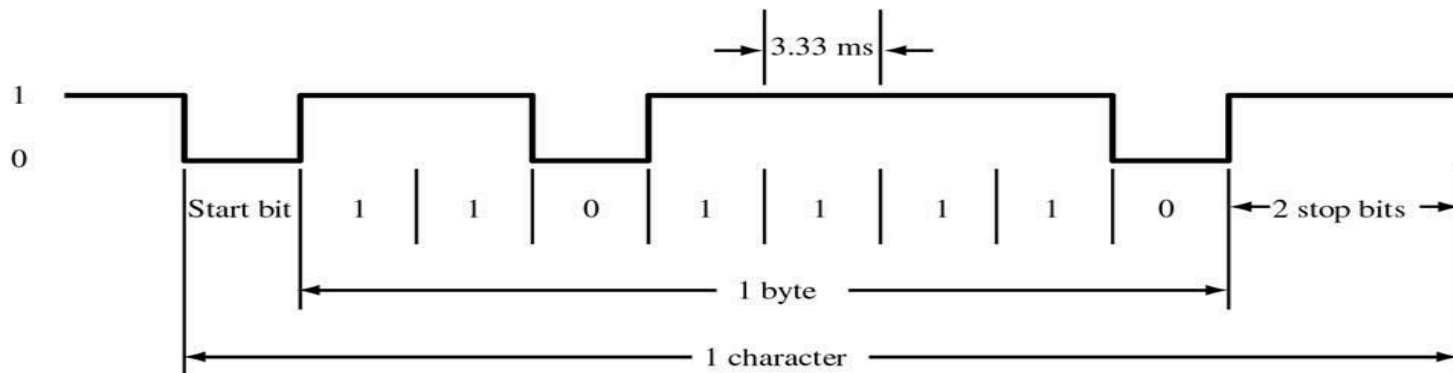 3.33 ms
1
0
Start bit 1 1 0 1 1 1 1 0 2 stop bits
1 byte
1 character